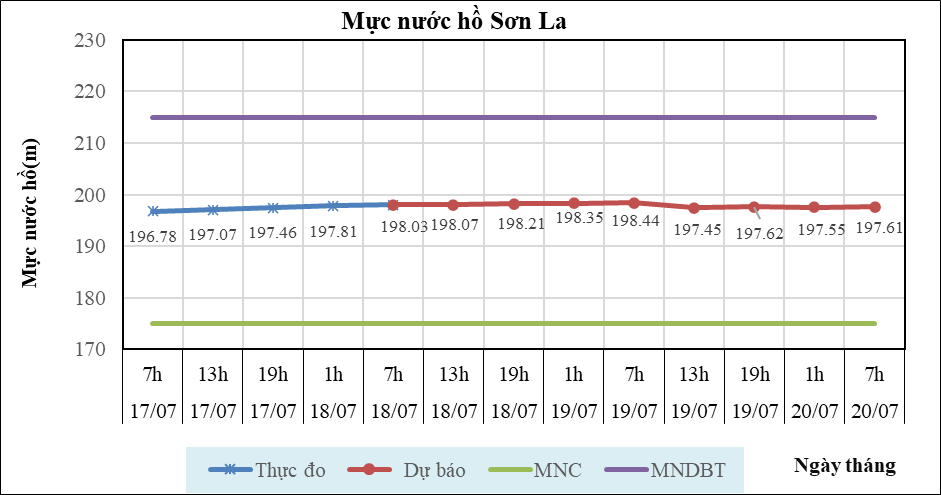 Mực nước hồ Sơn La
Mực nước hồ(m)
230
220
210
200
190
180
170
196.78 197.07 197.46 197.81 198.03 198.07 198.21 198.35 198.44 197.45 197.62 197.55 197.61
7h 13h 19h 1h 7h 13h 19h 1h 7h 13h 19h 1h 7h
17/07 17/07 17/07 18/07 18/07 18/07 18/07 19/07 19/07 19/07 19/07 20/07 20/07
Thực đo Dự báo MNC MNDBT
Ngày tháng